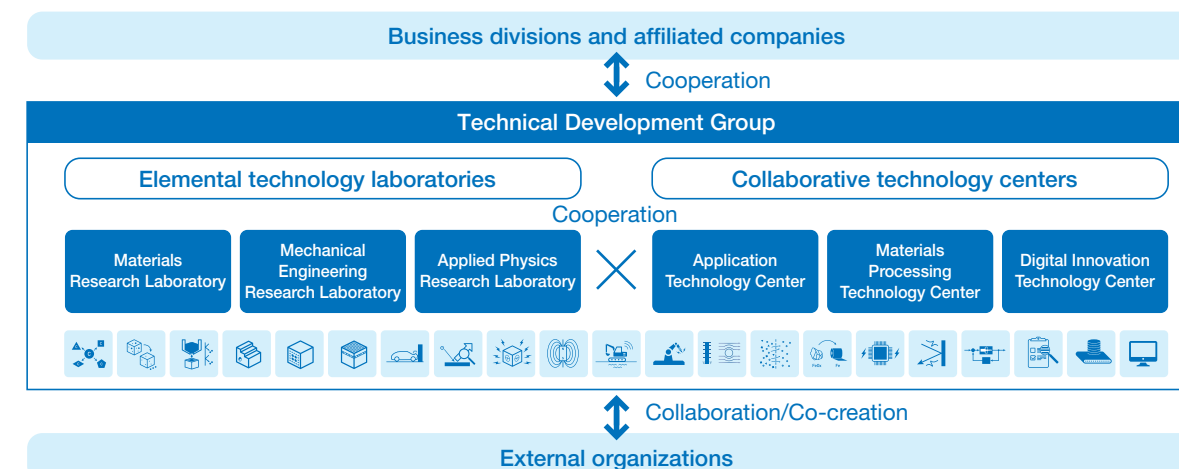 Business divisions and affiliated companies
Cooperation
Technical Development Group
Elemental technology laboratories
Collaborative technology centers
Cooperation
Materials
Research Laboratory
Mechanical
Engineering
Research Laboratory
Applied Physics
Research Laboratory
Application
Technology Center
Materials
Processing
Technology Center
Digital Innovation
Technology Center
Collaboration/Co-creation
External organizations